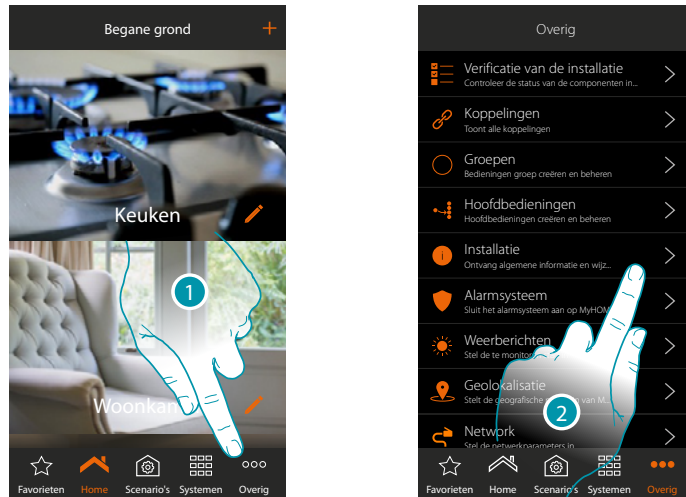 Begane grond
+
Keuken
1
Woonkam
Favorieten Home Scenario's Systemen Overig
Overig
Verificatie van de installatie
Controleer de status van de componenten in...
Koppelingen
Toont alle koppelingen
Groepen
Bedieningen groep creëren en beheren
Hoofdbedieningen
Hoofdbedieningen creëren en beheren
Installatie
Ontvang algemene informatie en wijz...
Alarmsysteem
Sluit het alarmsysteem aan op MyHOM
Weerberichten
Stel de te monitor
Geolokalisatie
Stelt de geografische van M...
2
Network
Stel de netwerkparameters in
Favorieten Home Scenario's Systemen Overig